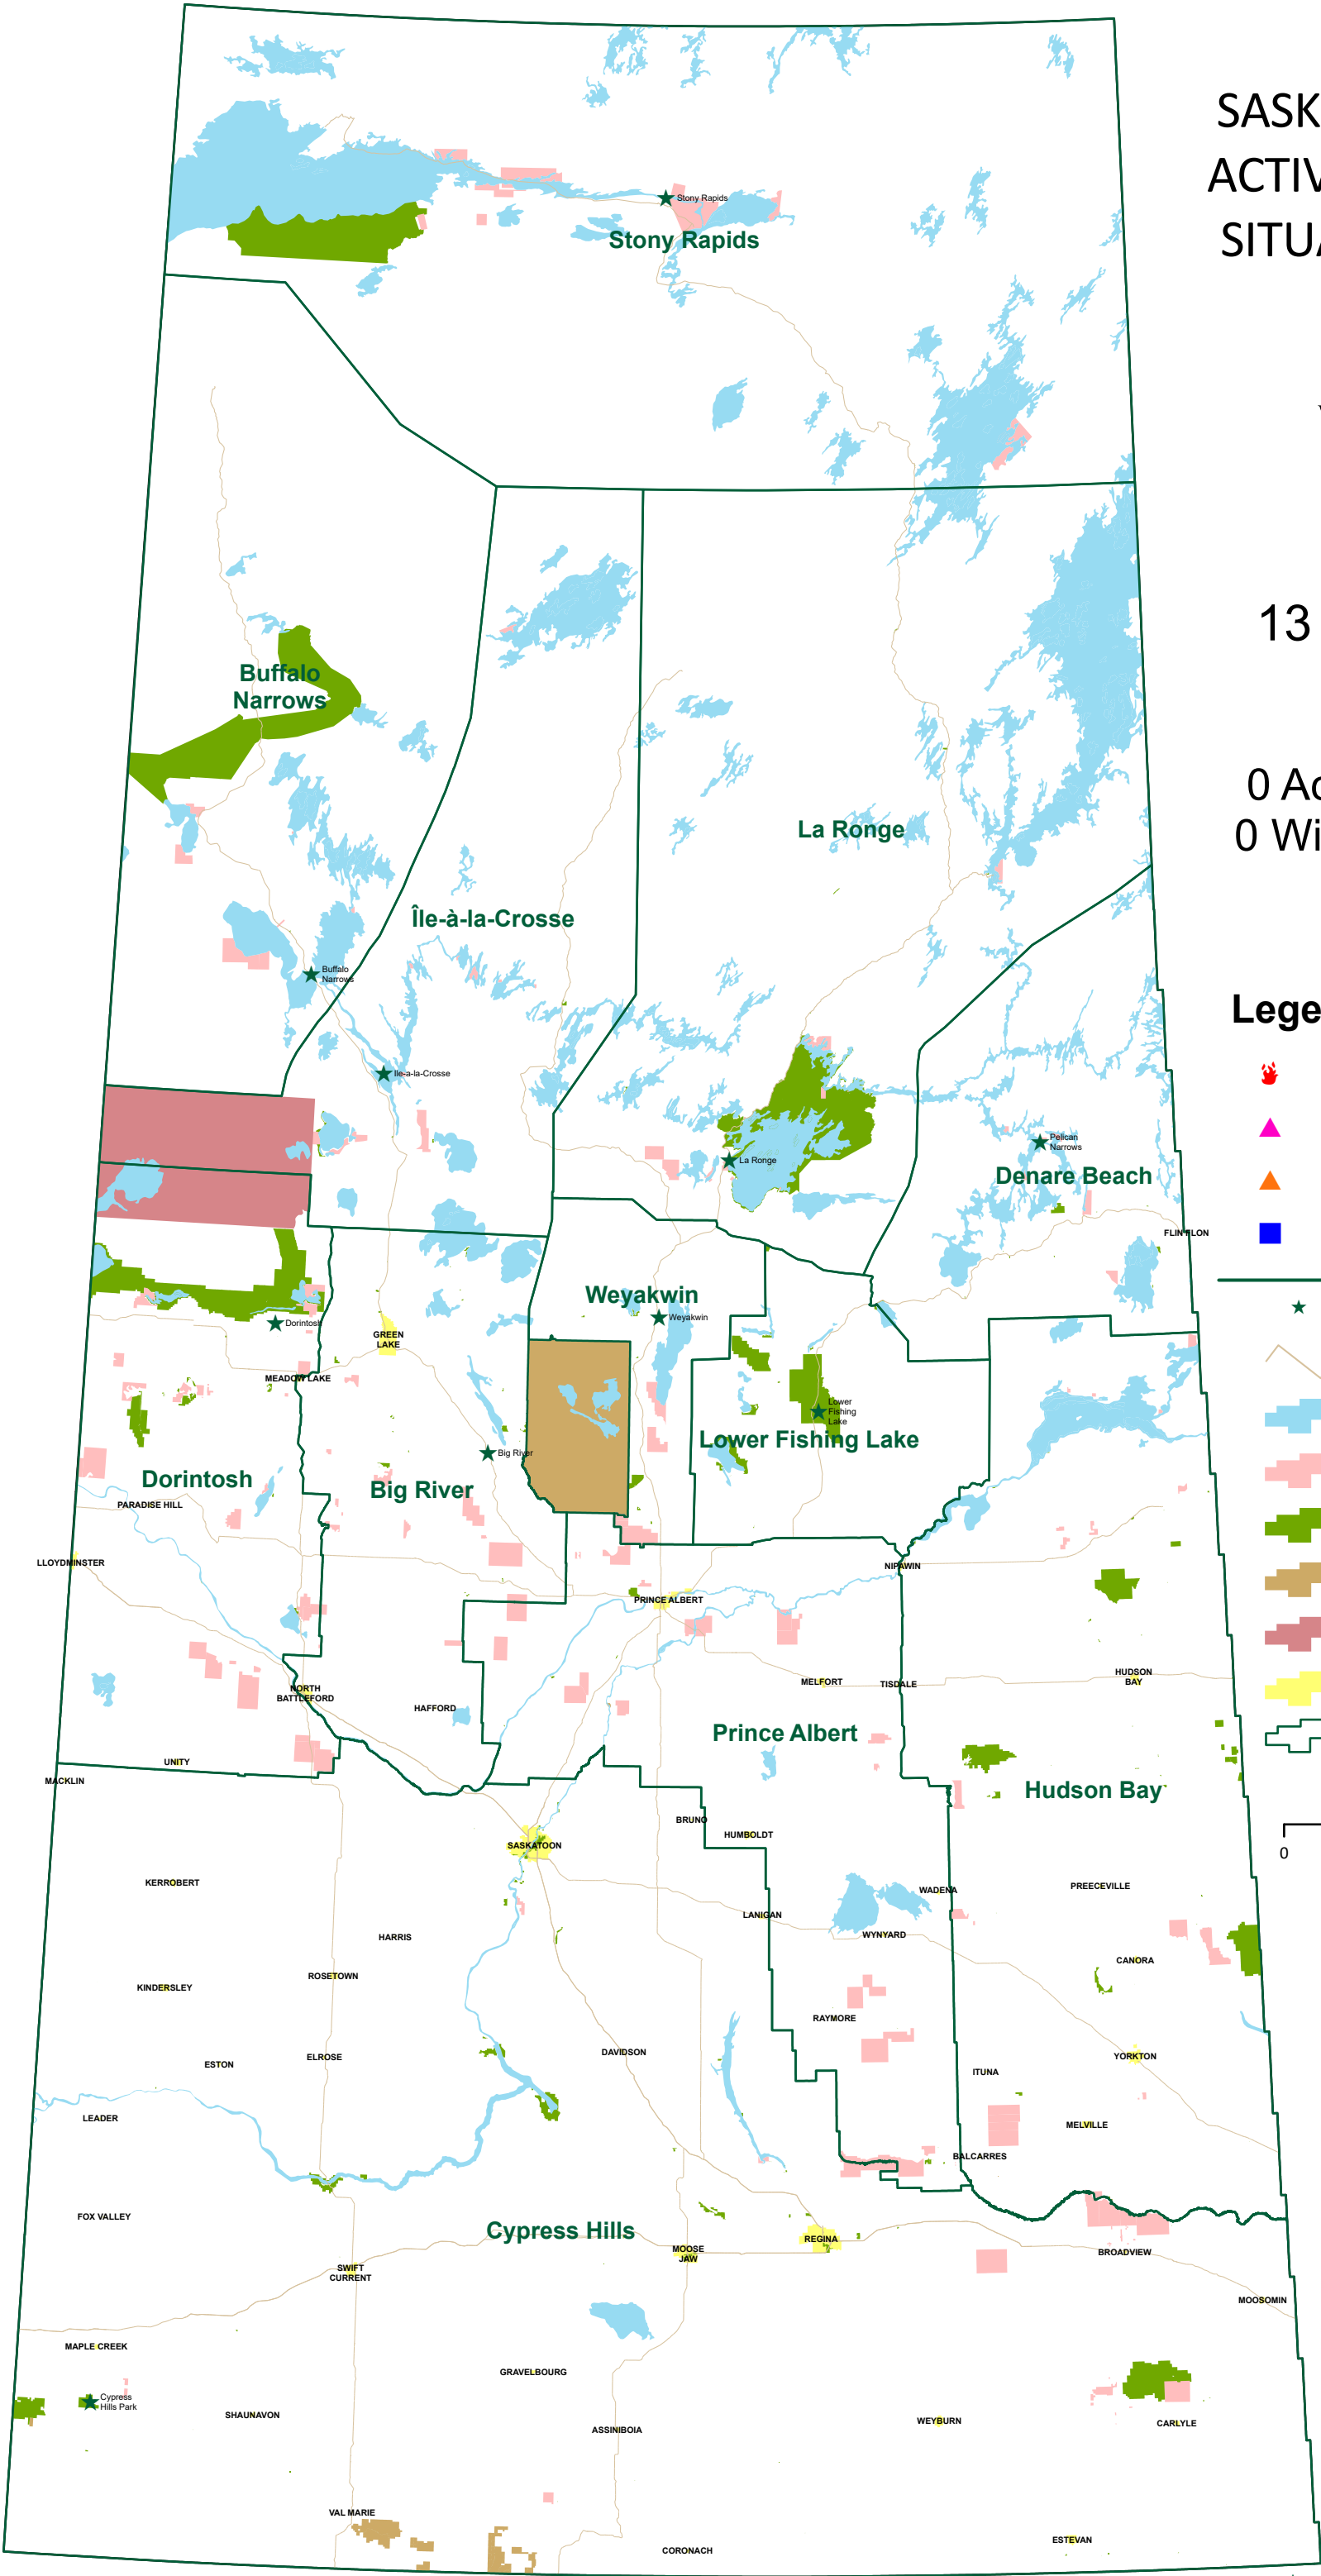 SASK
ACTIV
SITUA
Stony Rapids
Stony Rapids
13
Buffalo
Narrows
0 Ac
0 Wi
La Ronge
Île-à-la-Crosse
Buffalo
Narrows
Lege
Ile-a-la-Crosse
Pelican
Narrows
La Ronge
Denare Beach
FLIN FLON
Weyakwin
Weyakwin
Dorintosh
GREEN
LAKE
MEADOW LAKE
Lower
Fishing
Lake
Lower Fishing Lake
Big River
Dorintosh
Big River
PARADISE HILL
LLOYDMINSTER
NIPAWIN
PRINCE ALBERT
HUDSON
BAY
MELFORT
TISDALE
NORTH
BATTLEFORD
HAFFORD
Prince Albert
UNITY
MACKLIN
Hudson Bay
BRUNO
HUMBOLDT
SASKATOON
0
KERROBERT
PREECEVILLE
WADENA
LANIGAN
WYNYARD
HARRIS
CANORA
ROSETOWN
KINDERSLEY
RAYMORE
DAVIDSON
YORKTON
ELROSE
ESTON
ITUNA
LEADER
MELVILLE
BALCARRES
FOX VALLEY
Cypress Hills
REGINA
MOOSE
JAW
BROADVIEW
SWIFT
CURRENT
MOOSOMIN
MAPLE CREEK
GRAVELBOURG
Cypress
Hills Park
SHAUNAVON
WEYBURN
CARLYLE
ASSINIBOIA
VAL MARIE
ESTEVAN
CORONACH